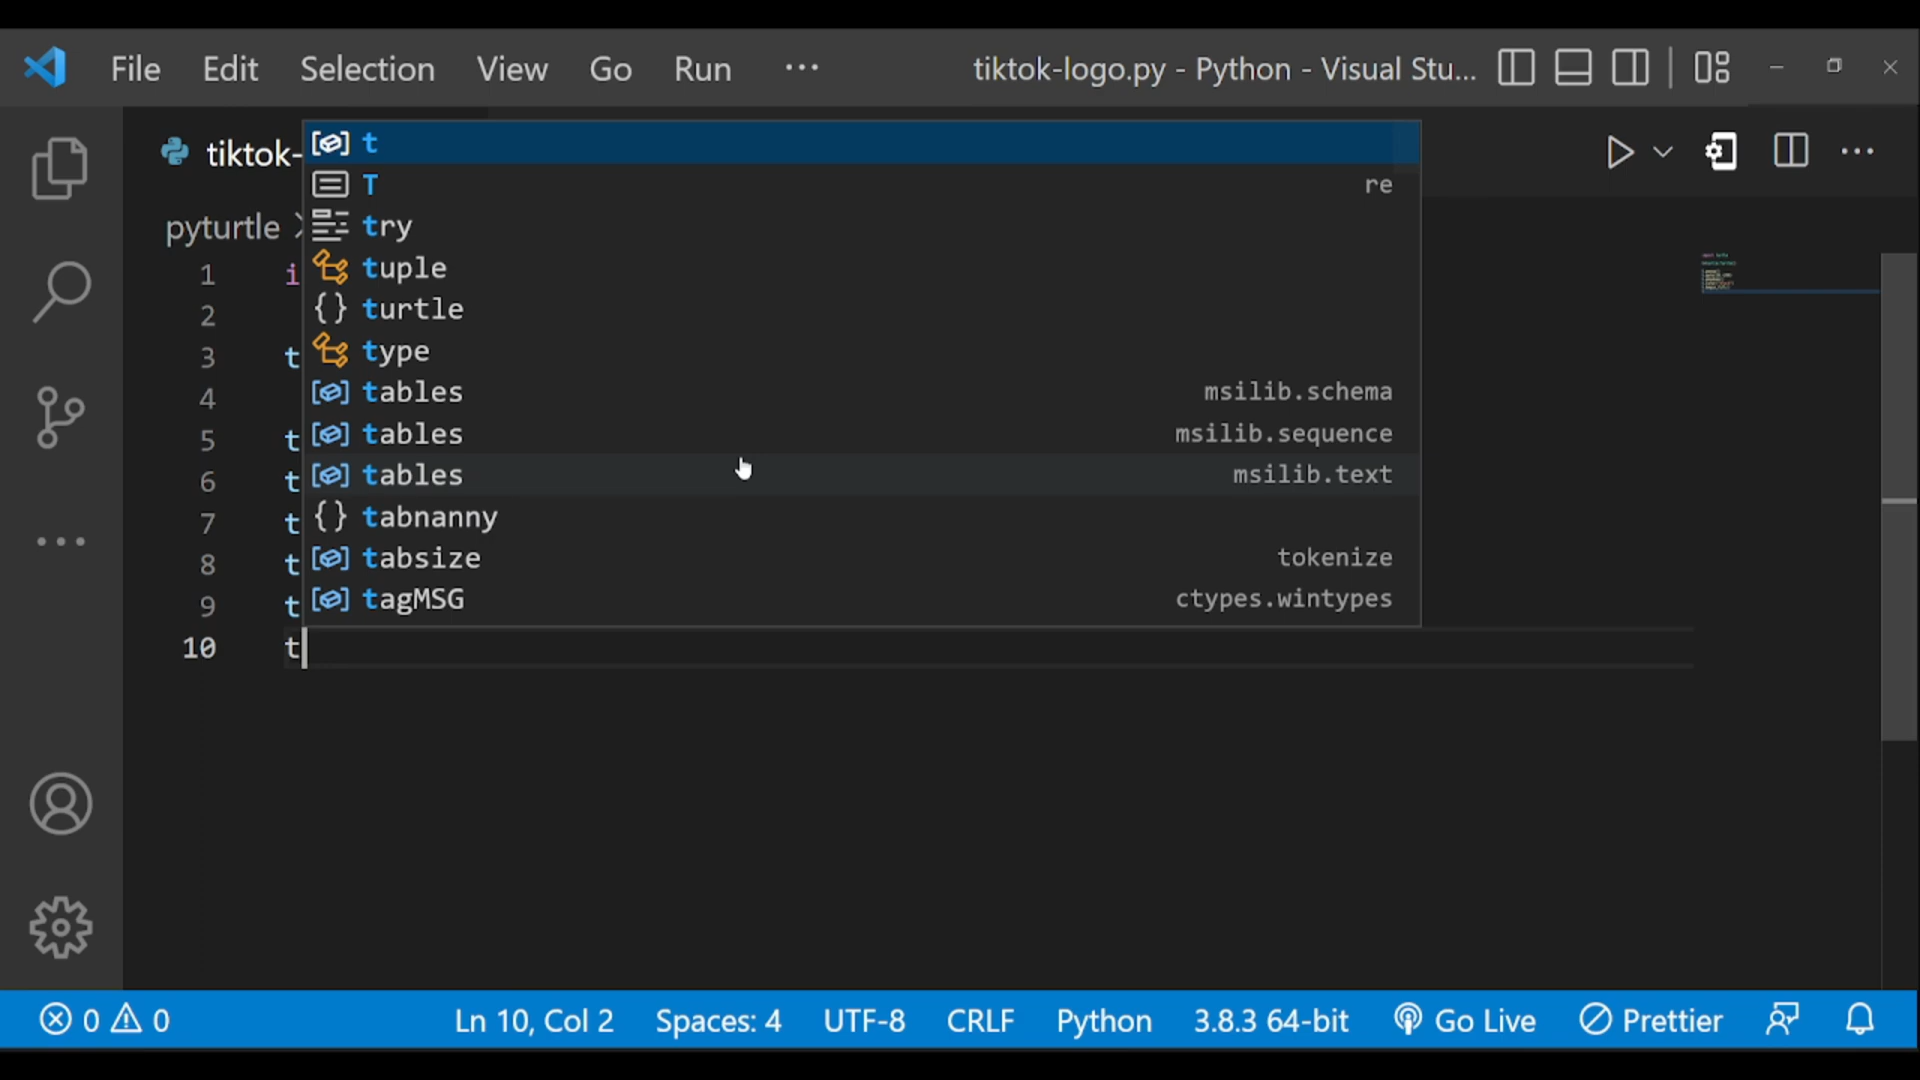 File Edit Selection View Go Run ··· tiktok-logo.py - Python - Visual Stu...
tiktok-
pyturtle >
1 i
2
3 t
4
5 t
6 t
7 t
8 t
9 t
10 t
t
T re
try
tuple
{} turtle
type
tables msilib.schema
tables msilib.sequence
tables msilib.text
{} tabnanny
tabsize tokenize
tagMSG ctypes.wintypes
0 0 Ln 10, Col 2 Spaces: 4 UTF-8 CRLF Python 3.8.3 64-bit Go Live Prettier